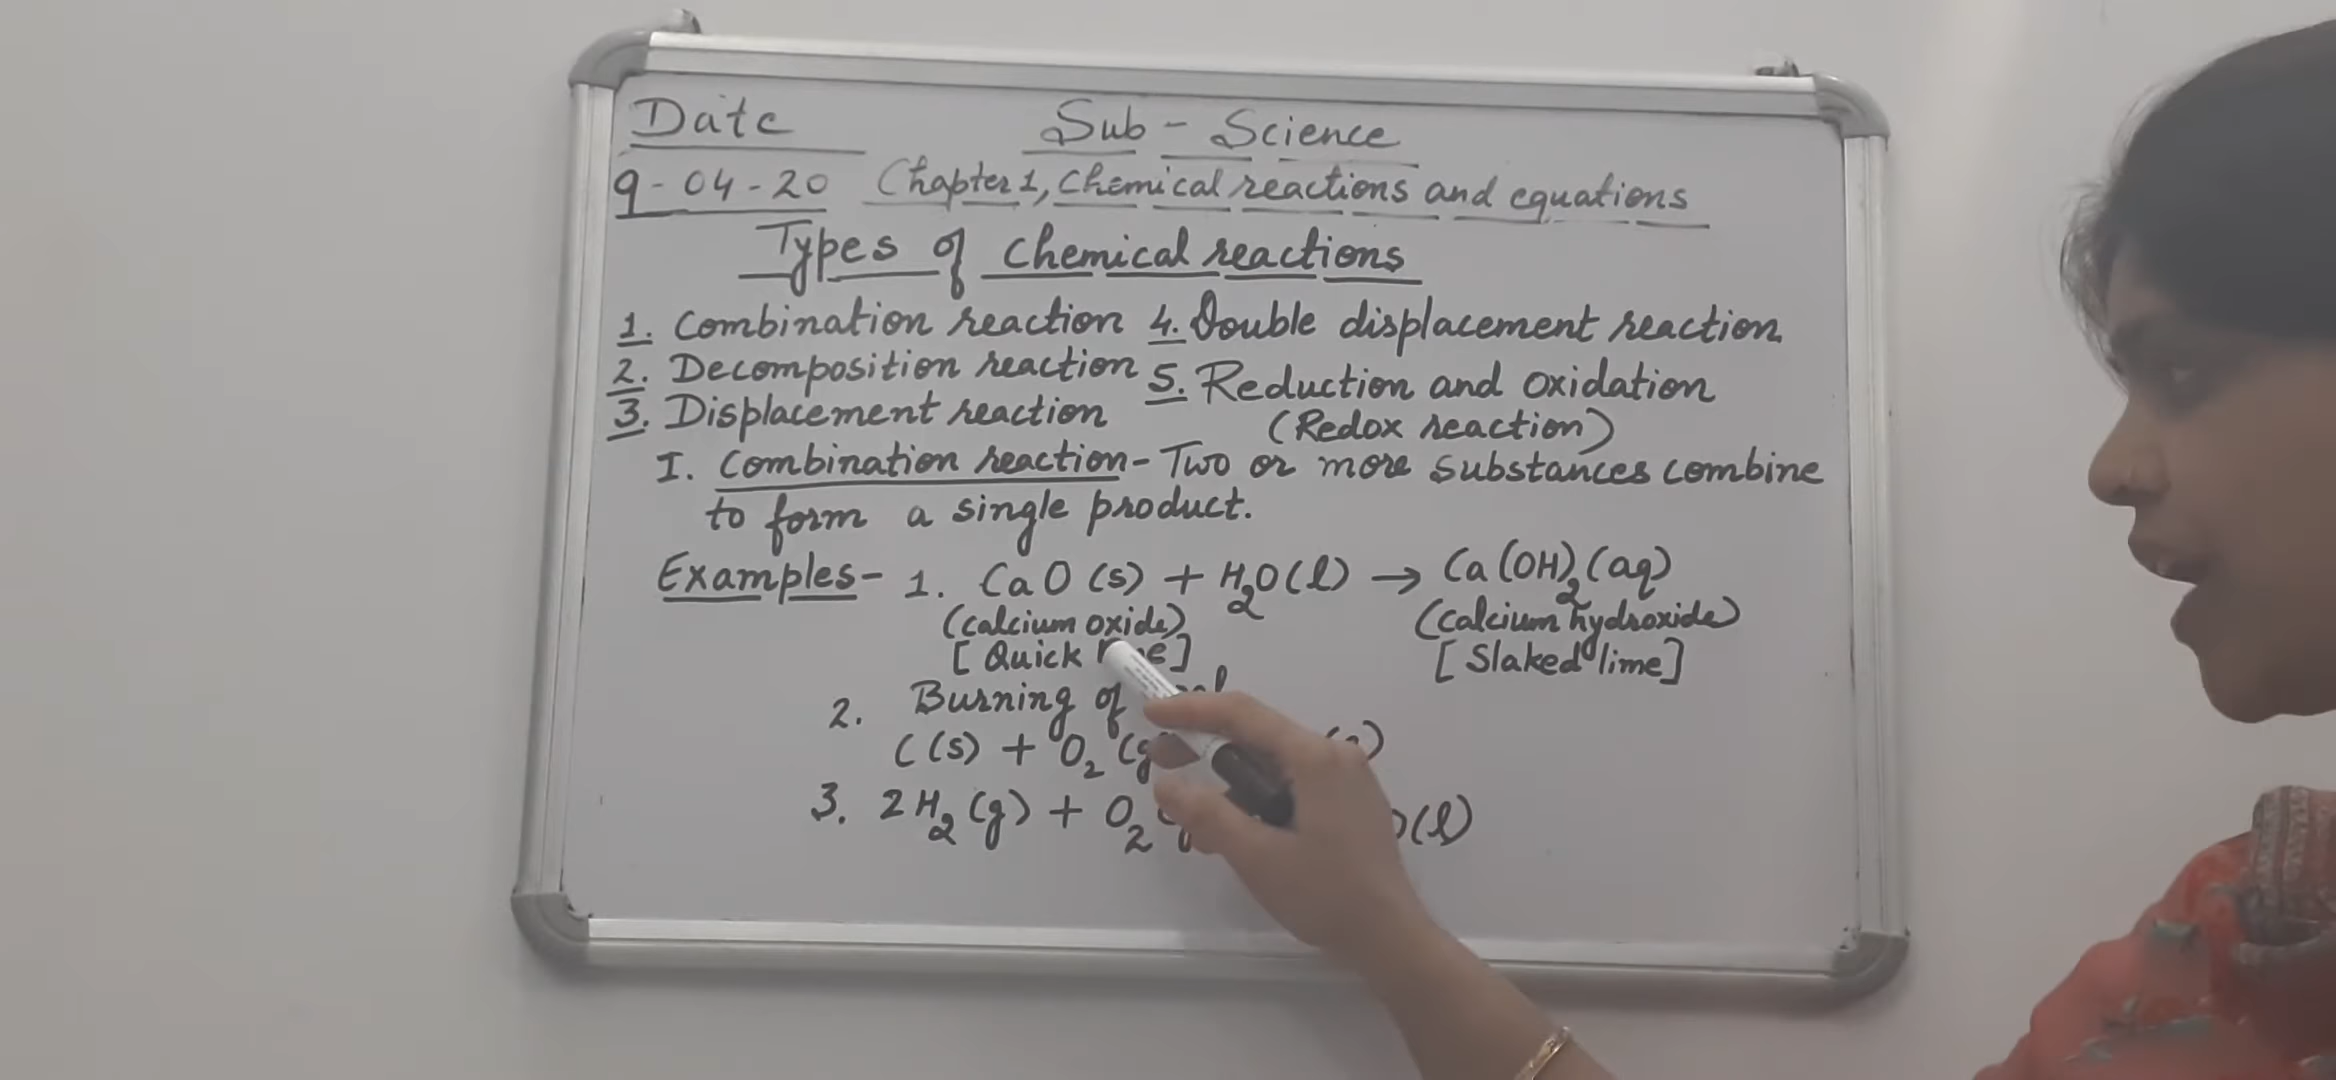 Date Sub - Science
9-04-20 Chapter 1, Chemical reactions and equations
Types of Chemical reactions
1. Combination reaction 4. Double displacement reaction
2. Decomposition reaction 5. Reduction and oxidation
3. Displacement reaction (Redox reaction)
I. Combination reaction - Two or more substances combine
to form a single product.
Examples - 1. CaO (s) + H₂O (l) → Ca(OH)₂ (aq)
(Calcium oxide) (Calcium hydroxide)
[Quick [Slaked lime]
2. Burning of
C(s) + O₂ (g)
3. 2H₂ (g) + O₂ (l)